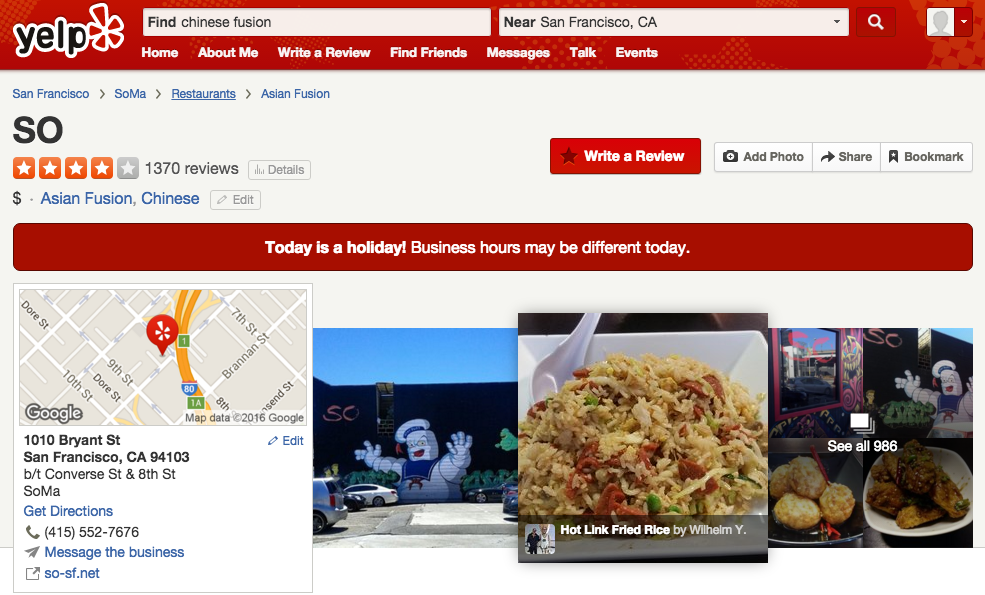 yelp
Find chinese fusion
Near San Francisco, CA
Home About Me Write a Review Find Friends Messages Talk Events
San Francisco > SoMa > Restaurants > Asian Fusion
SO
1370 reviews Details
$ · Asian Fusion, Chinese Edit
Write a Review Add Photo Share Bookmark
Today is a holiday! Business hours may be different today.
Dore St
7th St
Brannan St
9th St
10th St
Dore St
8th
nsend St
1
80
1A
Google
Map data ©2016 Google
1010 Bryant St
Edit
San Francisco, CA 94103
b/t Converse St & 8th St
SoMa
Get Directions
(415) 552-7676
Message the business
so-sf.net
SO
Hot Link Fried Rice by Wilhelm Y.
SO
SO
See all 986